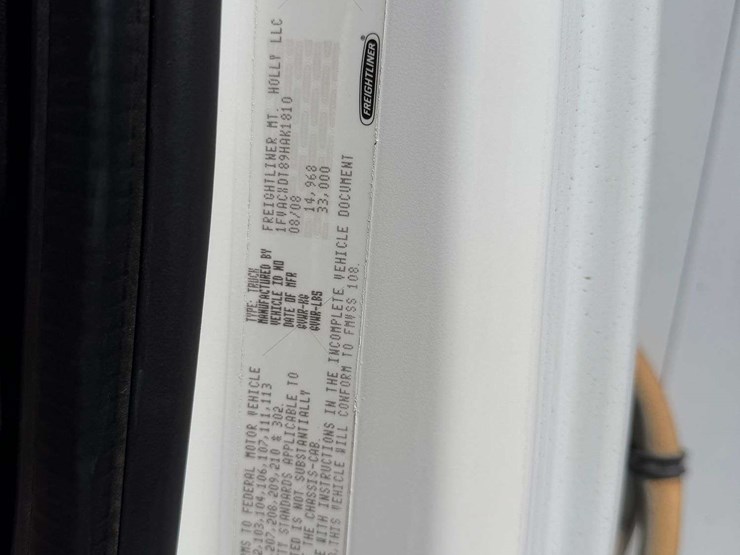 MS TO FEDERAL MOTOR VEHICLE
2,103,104,106,107,111,113
207,208,209,210 & 302.
STANDARDS APPLICABLE TO
ED IS NOT SUBSTANTIALLY
THE CHASSIS-CAB.
E WITH INSTRUCTIONS IN THE INCOMPLETE VEHICLE DOCUMENT
THIS VEHICLE WILL CONFORM TO FMVSS 108.
TYPE: TRUCK
MANUFACTURED BY FREIGHTLINER MT. HOLLY LLC
VEHICLE ID NO 1FVACXDT89HAK1810
DATE OF MFR 08/08
GVWR-KG 14,968
GVWR-LBS 33,000
FREIGHTLINER